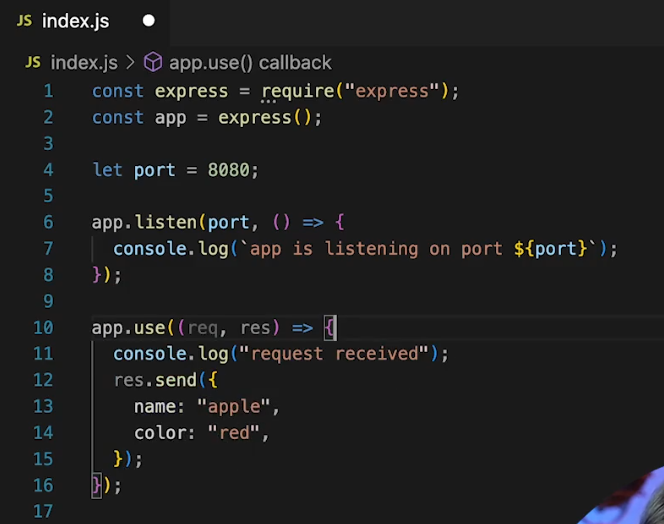 JS index.js
JS index.js > app.use() callback
1 const express = require("express");
2 const app = express();
3
4 let port = 8080;
5
6 app.listen(port, () => {
7 console.log(`app is listening on port ${port}`);
8 });
9
10 app.use((req, res) => {
11 console.log("request received");
12 res.send({
13 name: "apple",
14 color: "red",
15 });
16 });
17